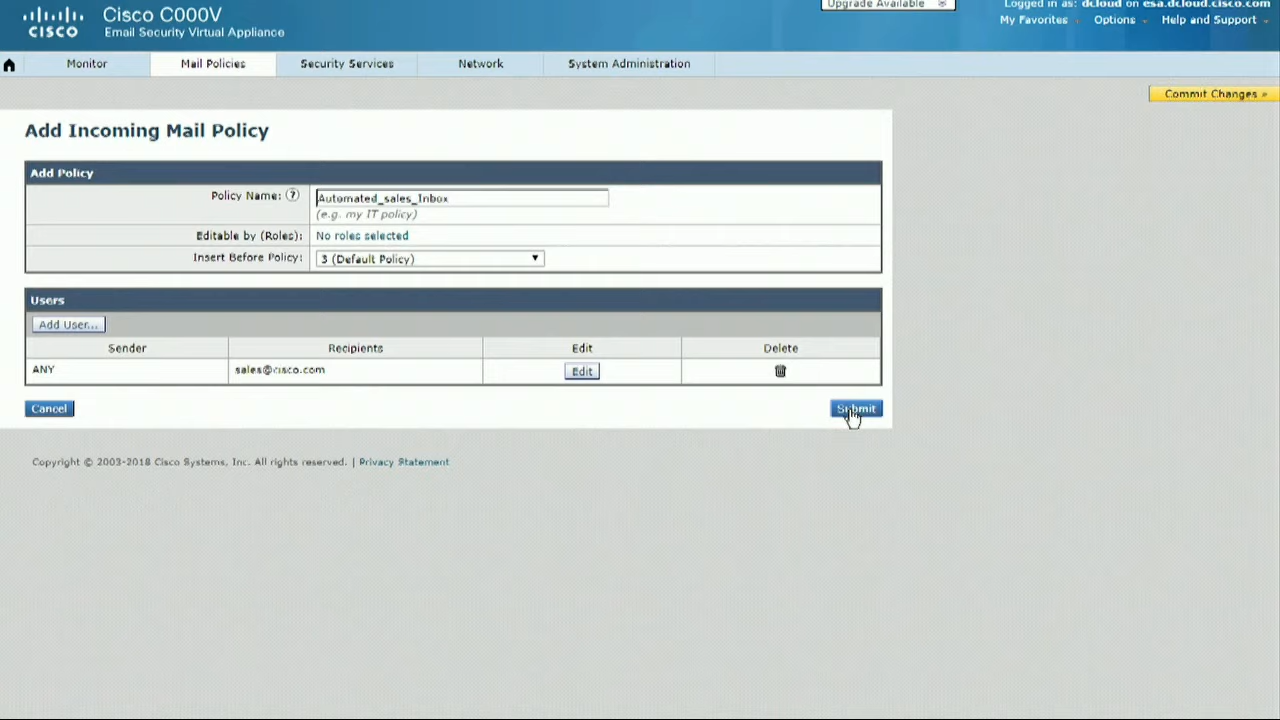 Upgrade Available
Logged in as: dcloud on esa.dcloud.cisco.com
My Favorites Options Help and Support
CISCO
Cisco C000V
Email Security Virtual Appliance
Monitor Mail Policies Security Services Network System Administration
Commit Changes »
Add Incoming Mail Policy
Add Policy
Policy Name: ? Automated_sales_Inbox
(e.g. my IT policy)
Editable by (Roles): No roles selected
Insert Before Policy: 3 (Default Policy)
Users
Add User...
Sender Recipients Edit Delete
ANY sales@cisco.com Edit
Cancel Submit
Copyright © 2003-2018 Cisco Systems, Inc. All rights reserved. | Privacy Statement